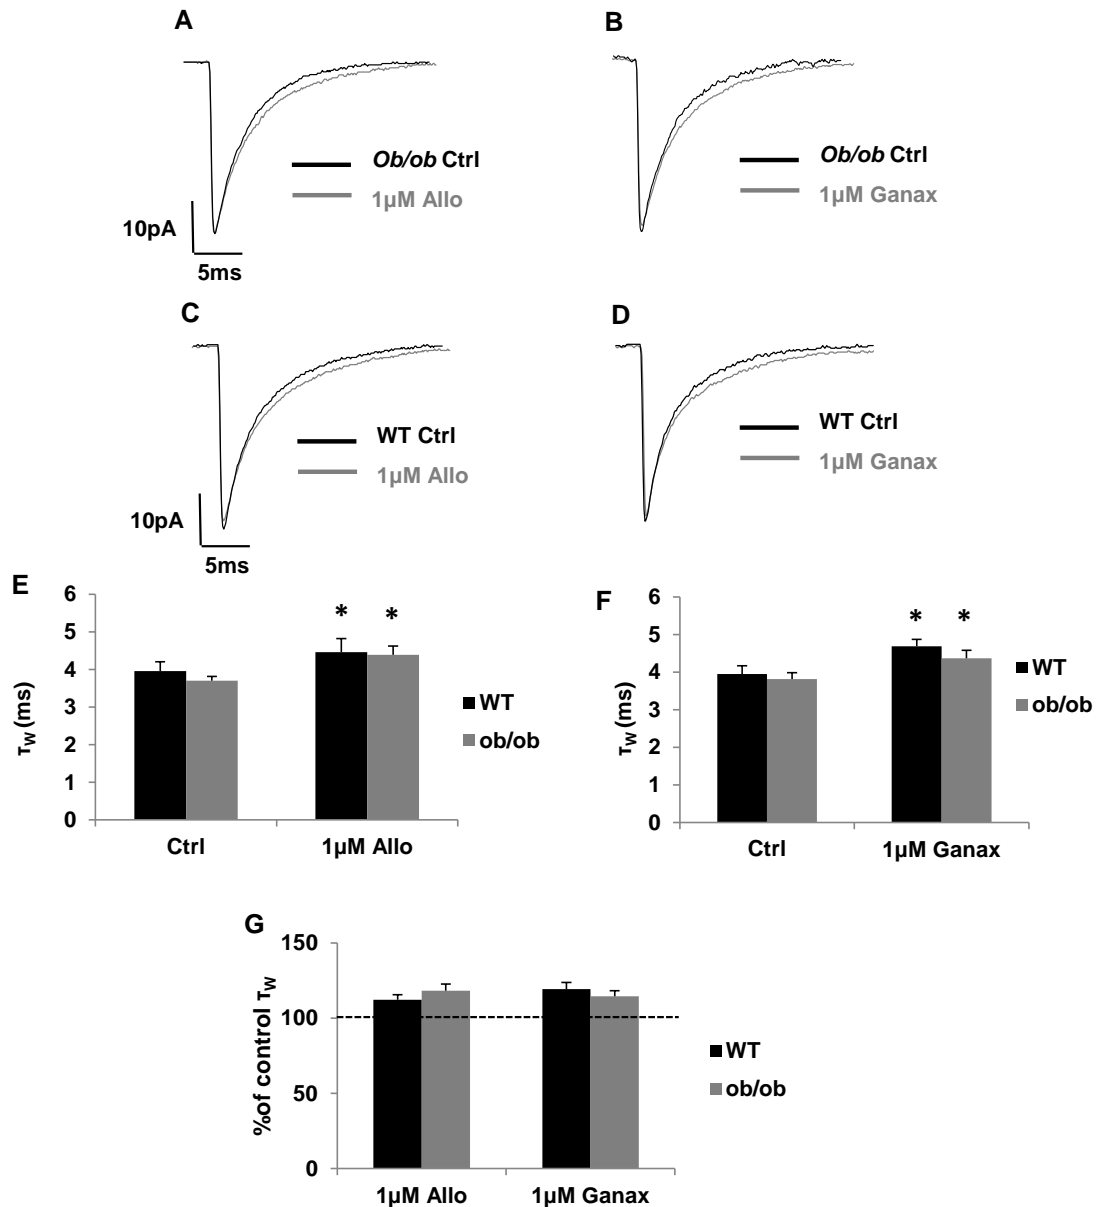 A
B
Ob/ob Ctrl
1µM Allo
10pA
5ms
Ob/ob Ctrl
1µM Ganax
C
D
WT Ctrl
1µM Allo
10pA
5ms
WT Ctrl
1µM Ganax
E
6
5
4
3
2
1
0
τW (ms)
* *
Ctrl
1µM Allo
WT
ob/ob
F
6
5
4
3
2
1
0
τW (ms)
* *
Ctrl
1µM Ganax
WT
ob/ob
G
150
100
50
0
%of control τW
1µM Allo
1µM Ganax
WT
ob/ob